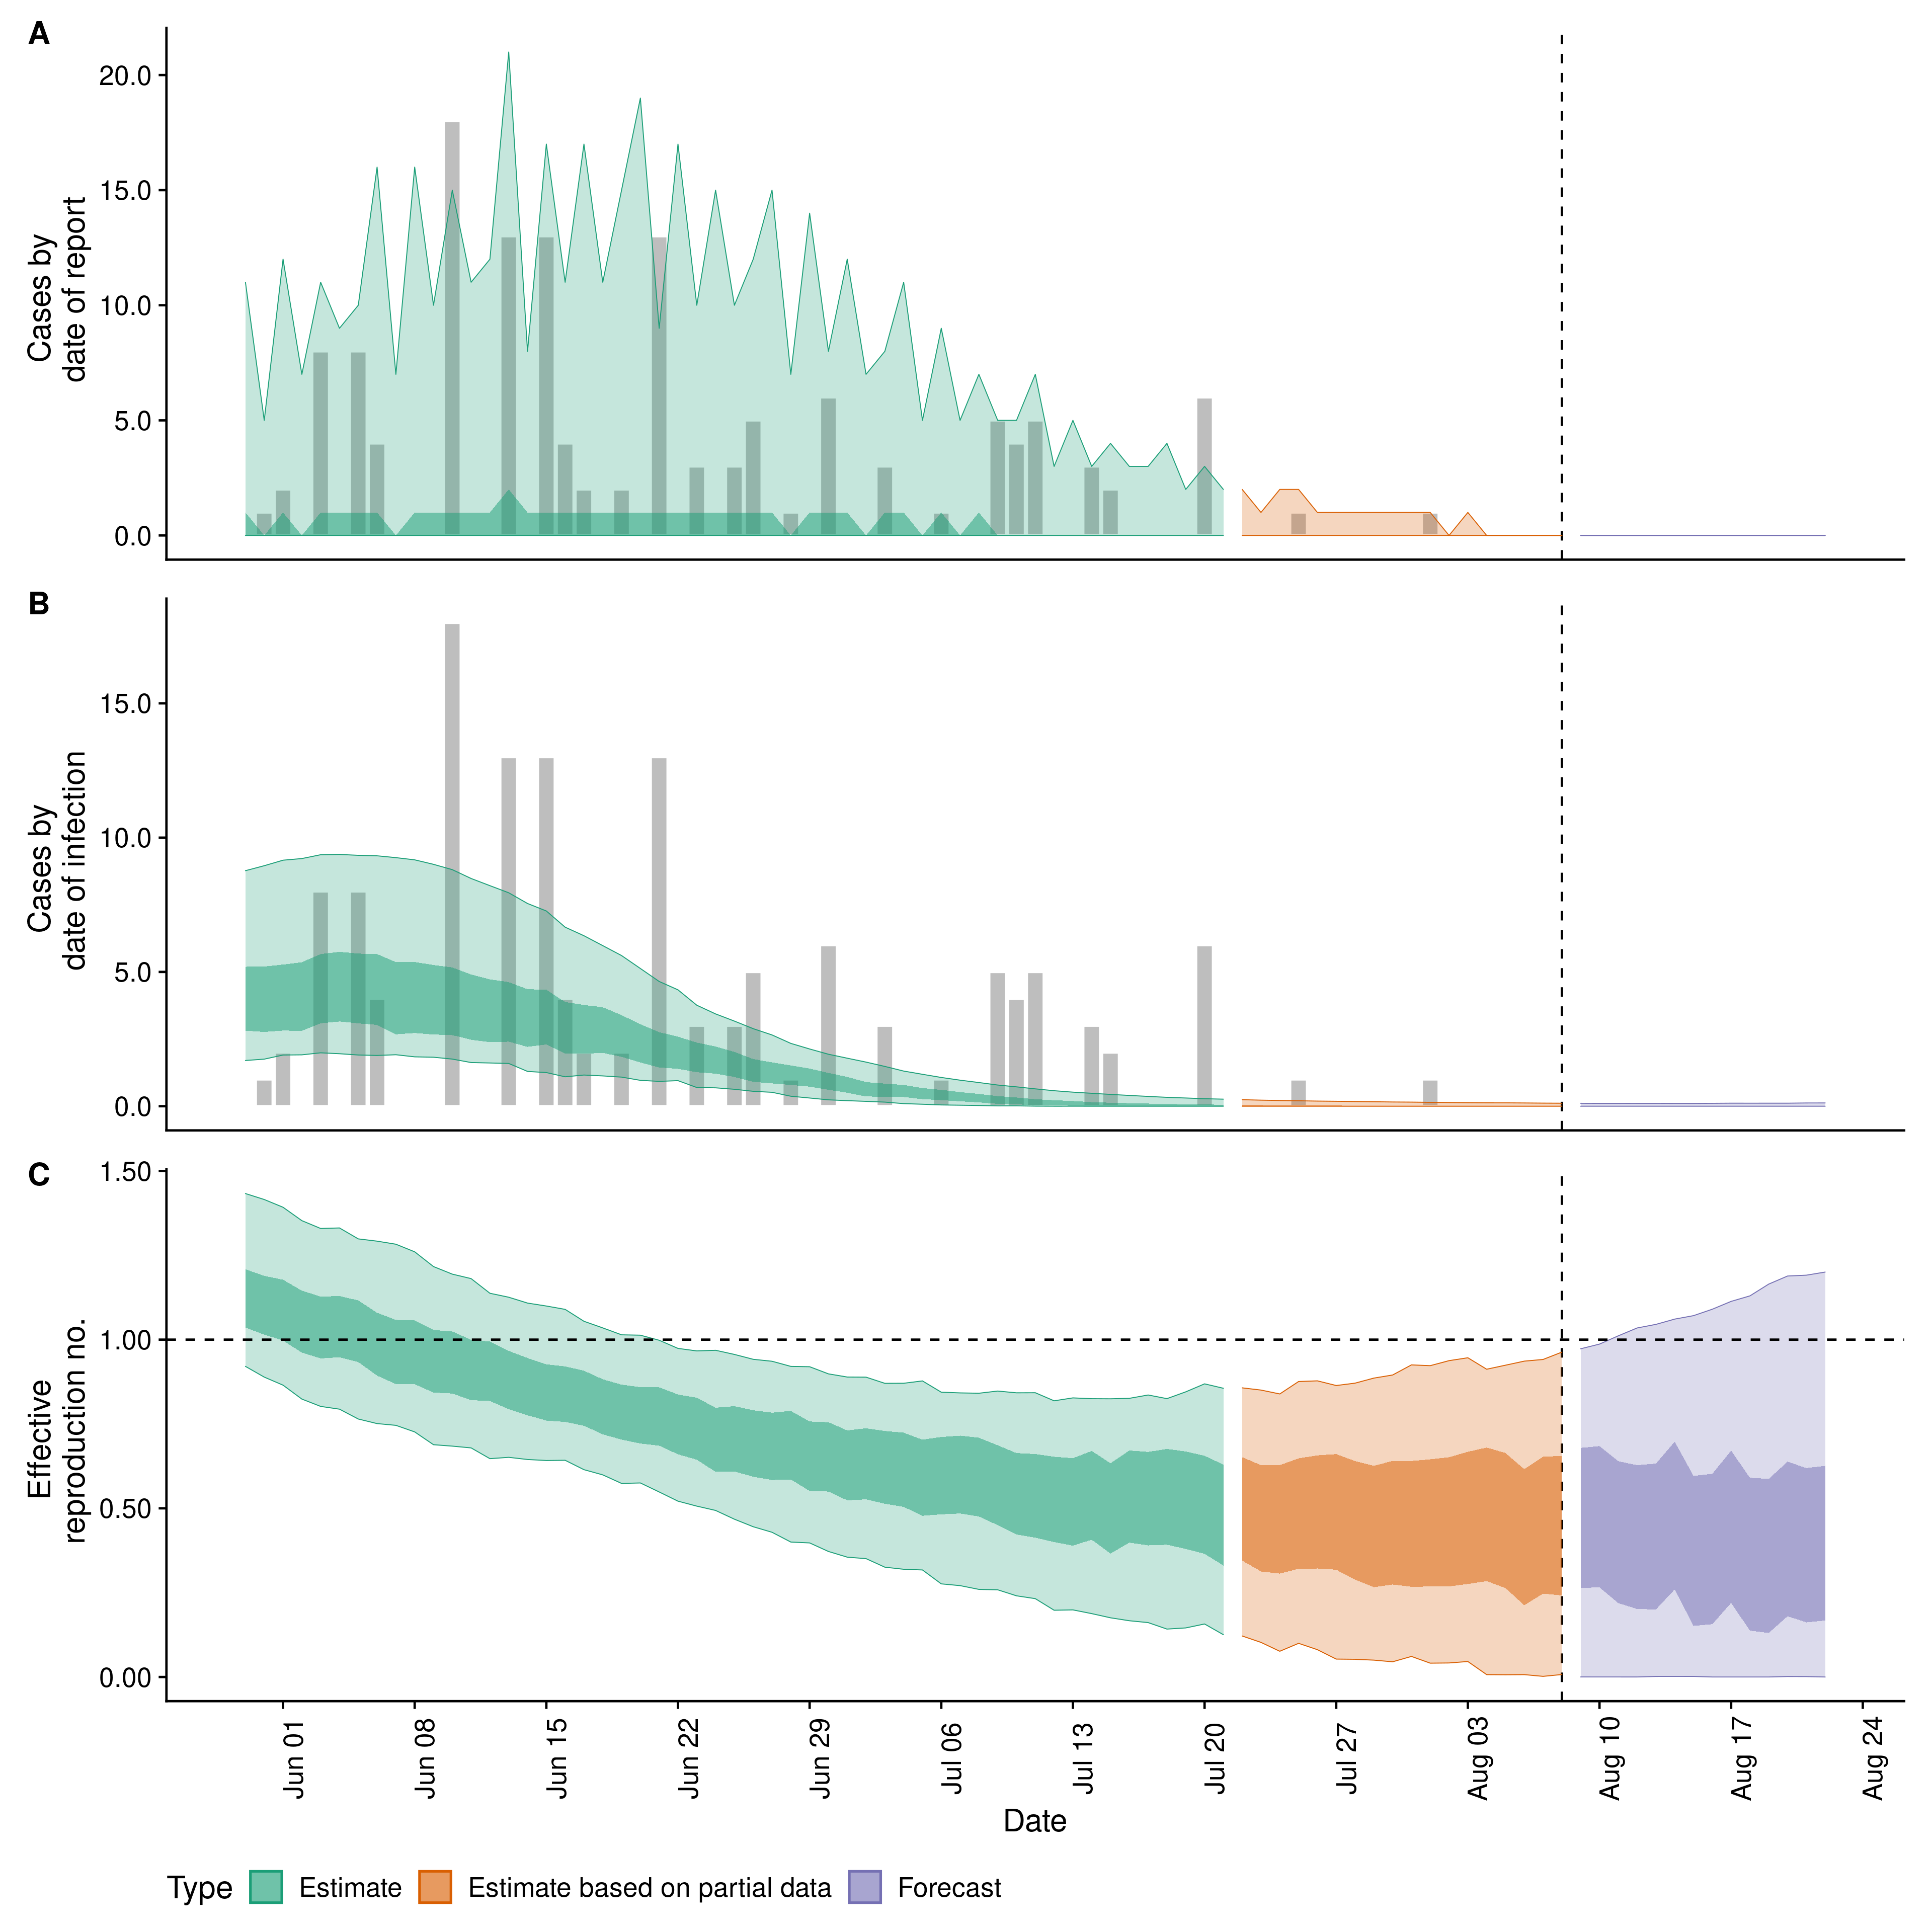 A
20.0
15.0
10.0
5.0
0.0
Cases by
date of report
B
15.0
10.0
5.0
0.0
Cases by
date of infection
C
1.50
1.00
0.50
0.00
Effective
reproduction no.
Jun 01
Jun 08
Jun 15
Jun 22
Jun 29
Jul 06
Jul 13
Jul 20
Jul 27
Aug 03
Aug 10
Aug 17
Aug 24
Date
Type
Estimate
Estimate based on partial data
Forecast